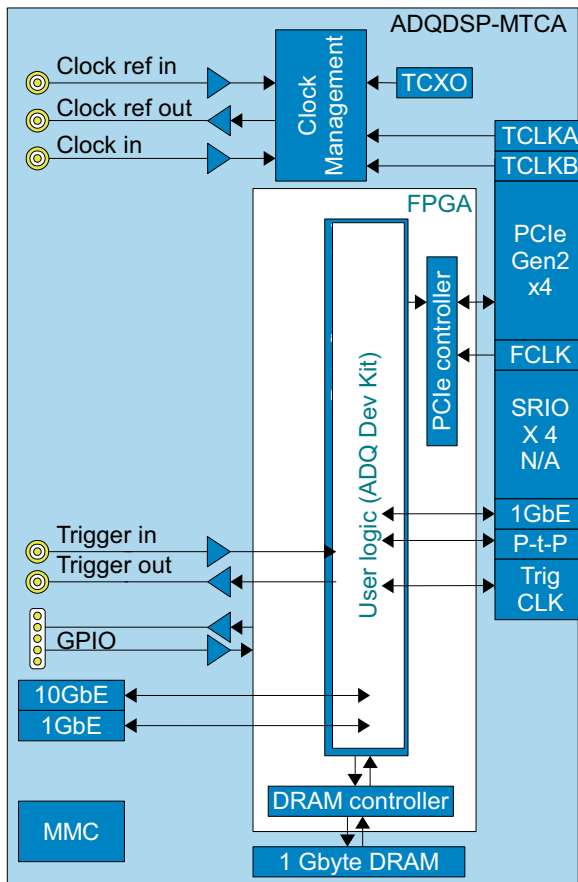 ADQDSP-MTCA
Clock ref in
Clock ref out
Clock in
Clock
Management
TCXO
TCLKA
TCLKB
FPGA
PCIe
Gen2
x4
PCIe controller
FCLK
SRIO
X 4
N/A
User logic (ADQ Dev Kit)
1GbE
P-t-P
Trig
CLK
Trigger in
Trigger out
GPIO
10GbE
1GbE
DRAM controller
MMC
1 Gbyte DRAM